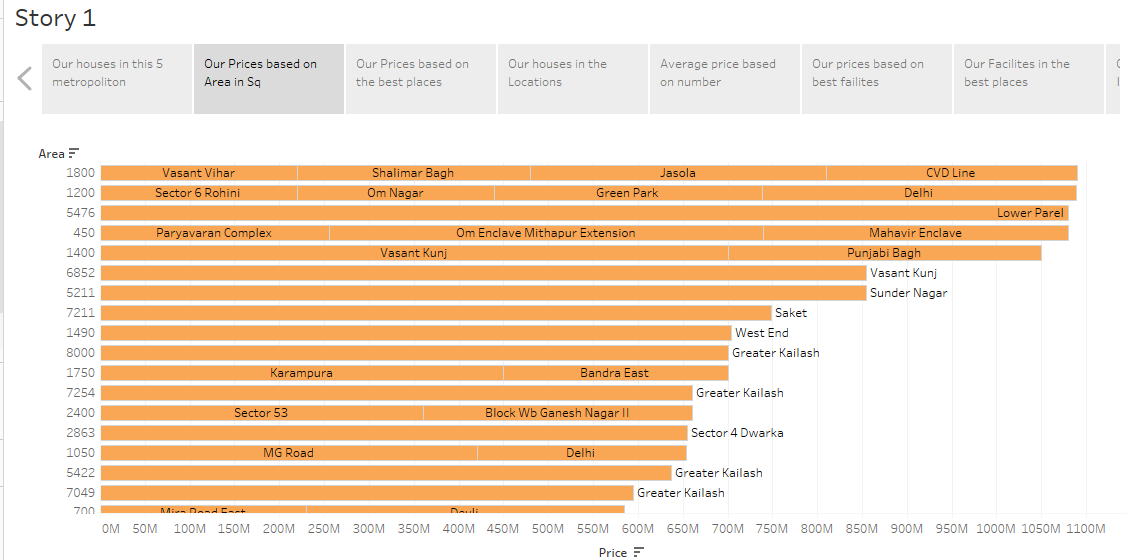 Story 1
Our houses in this 5
metropoliton
Our Prices based on
Area in Sq
Our Prices based on
the best places
Our houses in the
Locations
Average price based
on number
Our prices based on
best failites
Our Facilites in the
best places
Area
1800 Vasant Vihar Shalimar Bagh Jasola CVD Line
1200 Sector 6 Rohini Om Nagar Green Park Delhi
5476 Lower Parel
450 Paryavaran Complex Om Enclave Mithapur Extension Mahavir Enclave
1400 Vasant Kunj Punjabi Bagh
6852 Vasant Kunj
5211 Sunder Nagar
7211 Saket
1490 West End
8000 Greater Kailash
1750 Karampura Bandra East
7254 Greater Kailash
2400 Sector 53 Block Wb Ganesh Nagar II
2863 Sector 4 Dwarka
1050 MG Road Delhi
5422 Greater Kailash
7049 Greater Kailash
700 Mira Road East Devli
0M 50M 100M 150M 200M 250M 300M 350M 400M 450M 500M 550M 600M 650M 700M 750M 800M 850M 900M 950M 1000M 1050M 1100M
Price